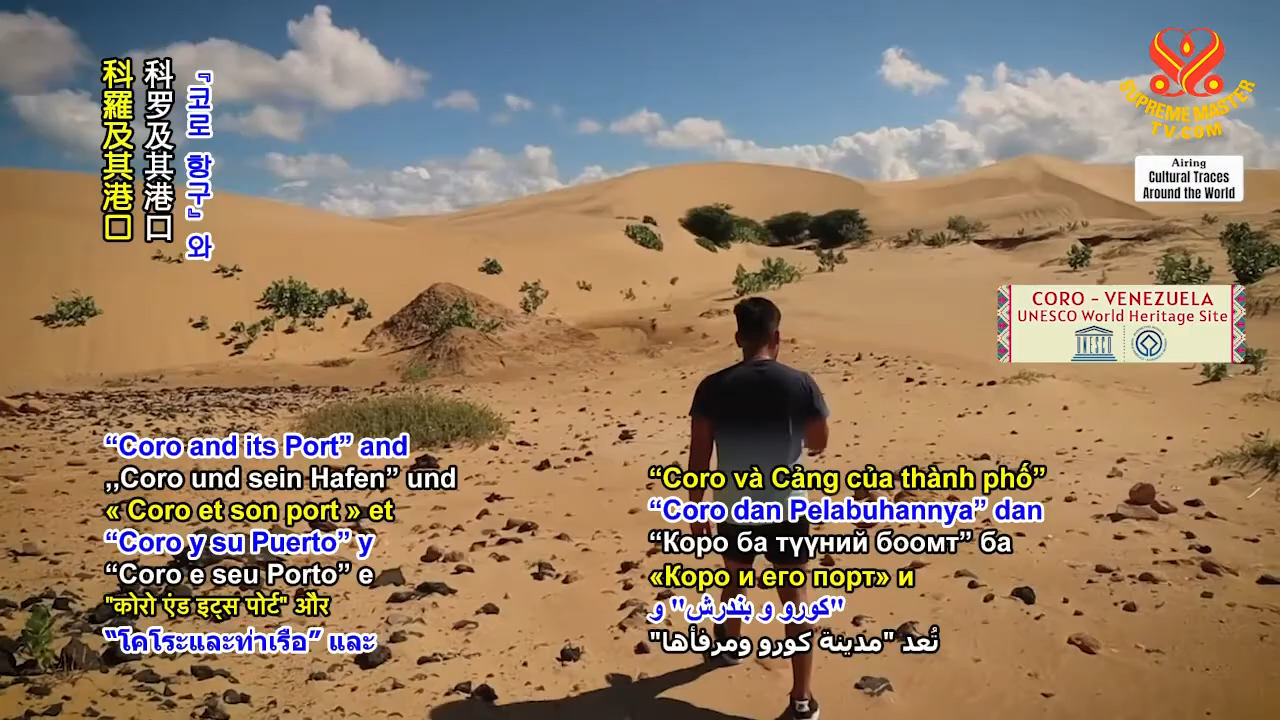 科羅及其港口
科罗及其港口
『코로 항구』와
SUPREME MASTER
TV.COM
Airing
Cultural Traces
Around the World
CORO – VENEZUELA
UNESCO World Heritage Site
UNESCO
“Coro and its Port” and
,,Coro und sein Hafen” und
« Coro et son port » et
“Coro y su Puerto” y
“Coro e seu Porto” e
"कोरो एंड इट्स पोर्ट" और
“โคโรและท่าเรือ” และ
“Coro và Cảng của thành phố”
“Coro dan Pelabuhannya” dan
“Коро ба түүний боомт” ба
«Коро и его порт» и
"كورو و بندرش" و
تُعد "مدينة كورو ومرفأها"